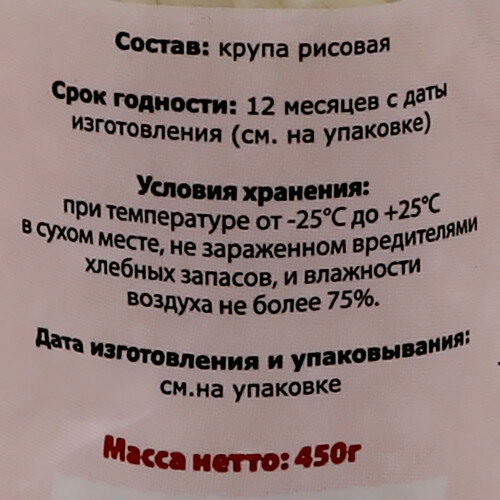 Состав: крупа рисовая
Срок годности: 12 месяцев с даты
изготовления (см. на упаковке)
Условия хранения:
при температуре от -25°С до +25°С
в сухом месте, не зараженном вредителями
хлебных запасов, и влажности
воздуха не более 75%.
Дата изготовления и упаковывания:
см.на упаковке
Масса нетто: 450г